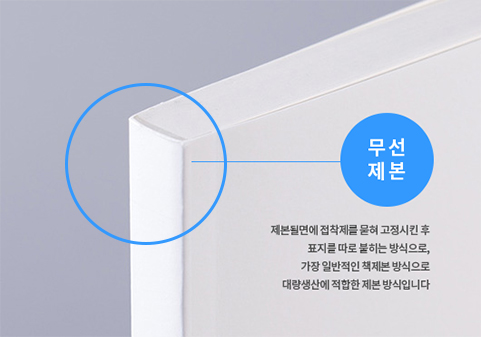 무선
제본
제본될면에 접착제를 묻혀 고정시킨 후
표지를 따로 붙히는 방식으로,
가장 일반적인 책제본 방식으로
대량생산에 적합한 제본 방식입니다